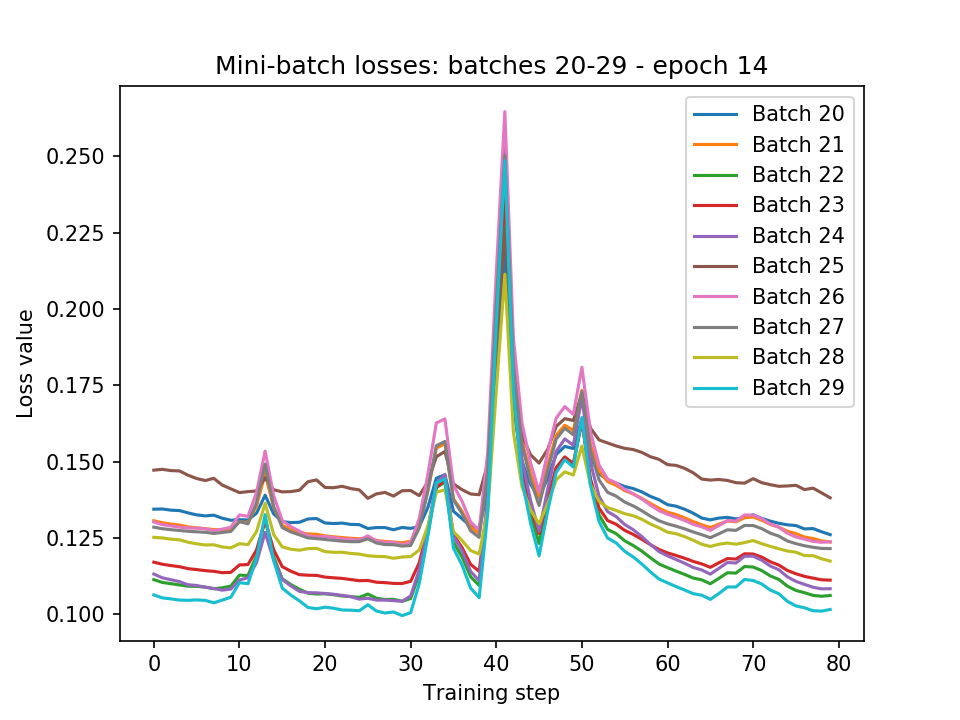 Mini-batch losses: batches 20-29 - epoch 14
0.250
0.225
0.200
0.175
0.150
0.125
0.100
Loss value
0
10
20
30
40
50
60
70
80
Training step
Batch 20
Batch 21
Batch 22
Batch 23
Batch 24
Batch 25
Batch 26
Batch 27
Batch 28
Batch 29